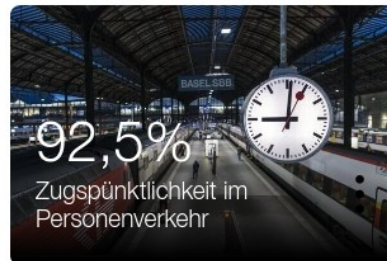 BASEL SBB
92,5%
Zugspünktlichkeit im
Personenverkehr